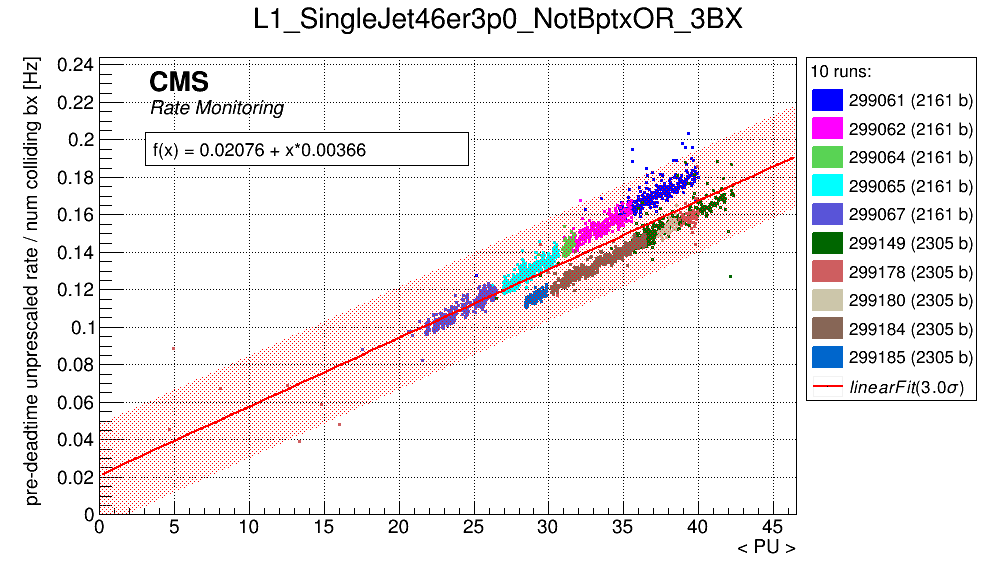 L1_SingleJet46er3p0_NotBptxOR_3BX
pre-deadtime unprescaled rate / num colliding bx [Hz]
0.24
0.22
0.2
0.18
0.16
0.14
0.12
0.1
0.08
0.06
0.04
0.02
0
CMS
Rate Monitoring
f(x) = 0.02076 + x*0.00366
0 5 10 15 20 25 30 35 40 45
< PU >
10 runs:
299061 (2161 b)
299062 (2161 b)
299064 (2161 b)
299065 (2161 b)
299067 (2161 b)
299149 (2305 b)
299178 (2305 b)
299180 (2305 b)
299184 (2305 b)
299185 (2305 b)
linearFit(3.0σ)